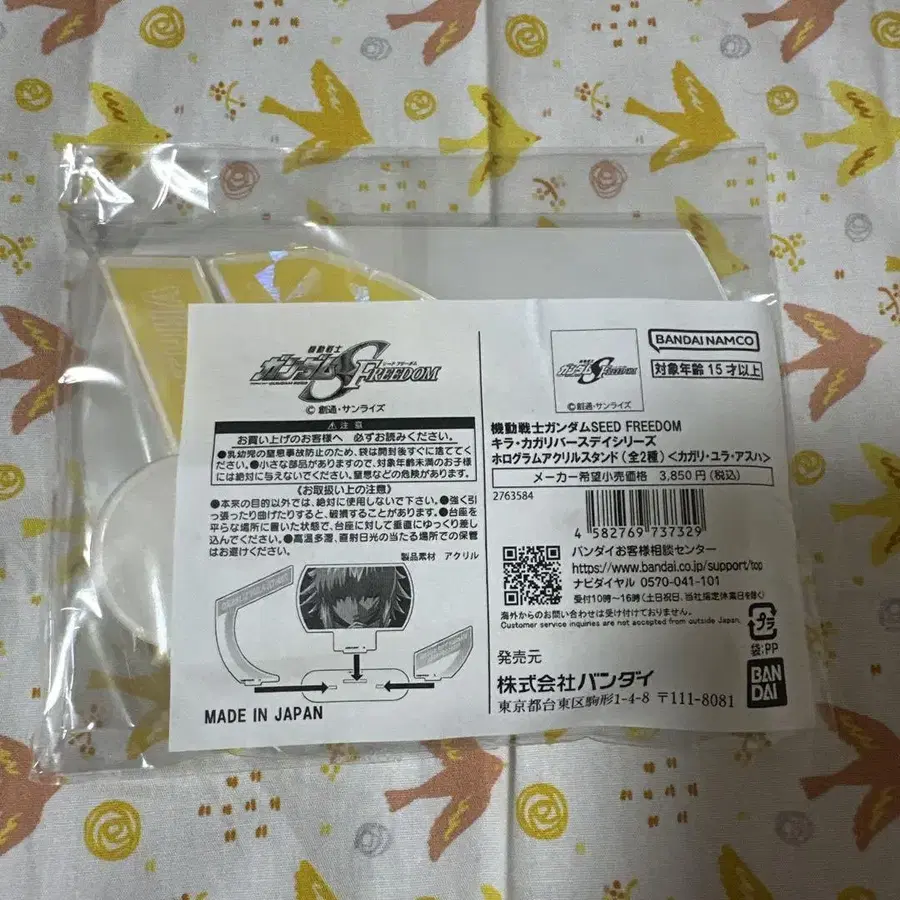 機動戦士
ガンダムSEED FREEDOM
© 創通・サンライズ
⚠注意
お買い上げのお客様へ 必ずお読みください。
●乳幼児の窒息事故防止のため、袋は開封後すぐに捨ててください。●小さな部品がありますので、対象年齢未満のお子様には絶対に与えないでください。窒息などの危険があります。
《お取扱い上の注意》
●本来の目的以外では、絶対に使用しないで下さい。●強く引っ張ったり曲げたりすると、破損することがあります。●台座を平らな場所に置いた状態で、台座に対して垂直にゆっくり差し込んでください。●高温多湿、直射日光の当たる場所での保管はお避けください。
製品素材 アクリル
MADE IN JAPAN
© 創通・サンライズ
BANDAI NAMCO
対象年齢 15才以上
機動戦士ガンダムSEED FREEDOM
キラ・カガリバースデイシリーズ
ホログラムアクリルスタンド(全2種)<カガリ・ユラ・アスハ>
メーカー希望小売価格 3,850円(税込)
2763584
4 582769 737329
バンダイお客様相談センター
https://www.bandai.co.jp/support/top
ナビダイヤル 0570-041-101
受付10時~16時(土日祝日、当社指定休業日を除く)
海外からのお問い合わせは受け付けておりません。
Customer service inquiries are not accepted from outside Japan.
プラ
袋:PP
発売元
株式会社バンダイ
東京都台東区駒形1-4-8 〒111-8081
BAN
DAI